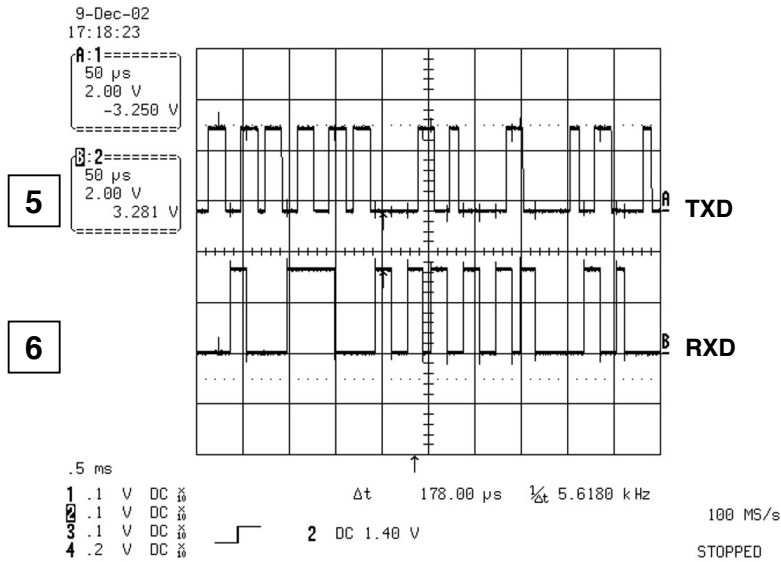 9-Dec-02
17:18:23
A:1
50 µs
2.00 V
-3.250 V
B:2
50 µs
2.00 V
3.281 V
5
A
TXD
6
B
RXD
.5 ms
1 .1 V DC X10
2 .1 V DC X10
3 .1 V DC X10
4 .2 V DC X10
Δt 178.00 µs 1/Δt 5.6180 kHz
2 DC 1.40 V
100 MS/s
STOPPED